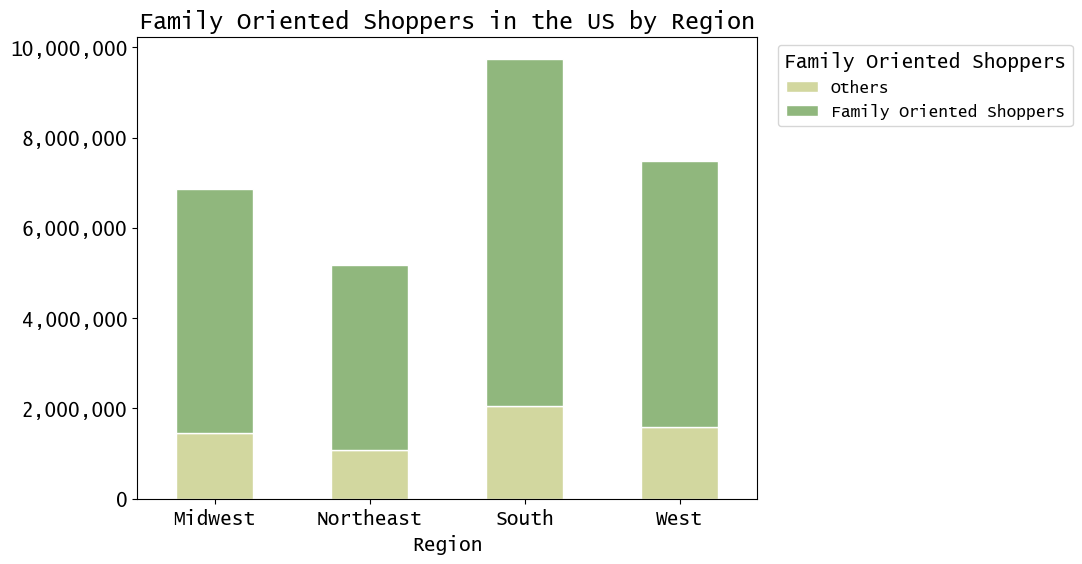 Family Oriented Shoppers in the US by Region
10,000,000
8,000,000
6,000,000
4,000,000
2,000,000
0
Midwest Northeast South West
Region
Family Oriented Shoppers
Others
Family Oriented Shoppers